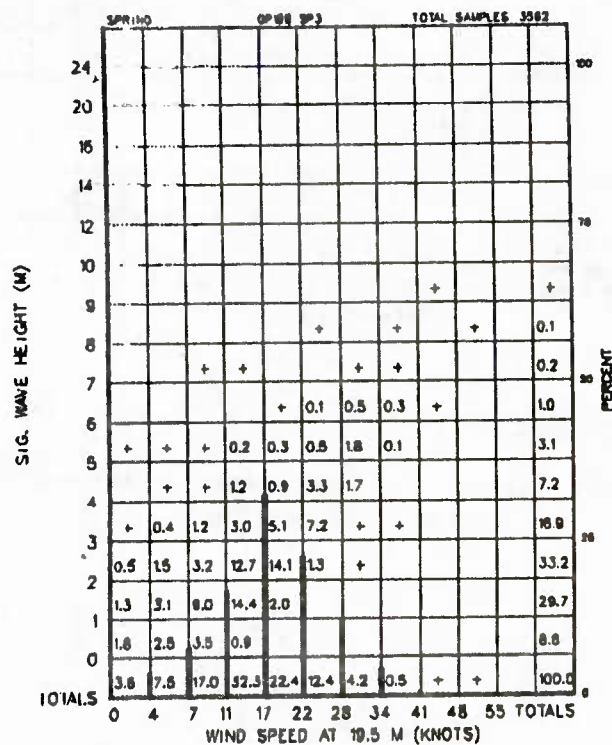 SPRING TOTAL SAMPLES
24 100
20
16
14
12 75
10
+ +
9
+ + + 0.1
8
+ + + + 0.2
7
+ 0.1 0.5 0.3 + 1.0
6
+ + + 0.2 0.3 0.6 1.8 0.1 3.1
5
+ + 1.2 0.9 3.3 1.7 7.2
4
+ 0.4 1.2 3.0 5.1 7.2 + + 16.9
3 25
0.5 1.5 3.2 12.7 14.1 1.3 + 33.2
2
1.3 3.1 14.4 2.0 29.7
1
1.8 2.5 3.5 0.9
0
7.5 17.0 32.3 22.4 12.4 4.2 0.5 + + 100.0 0
TOTALS
0 4 7 11 17 22 28 34 41 48 55 TOTALS
WIND SPEED AT 19.5 M (KNOTS)
SIG. WAVE HEIGHT (M)
PERCENT